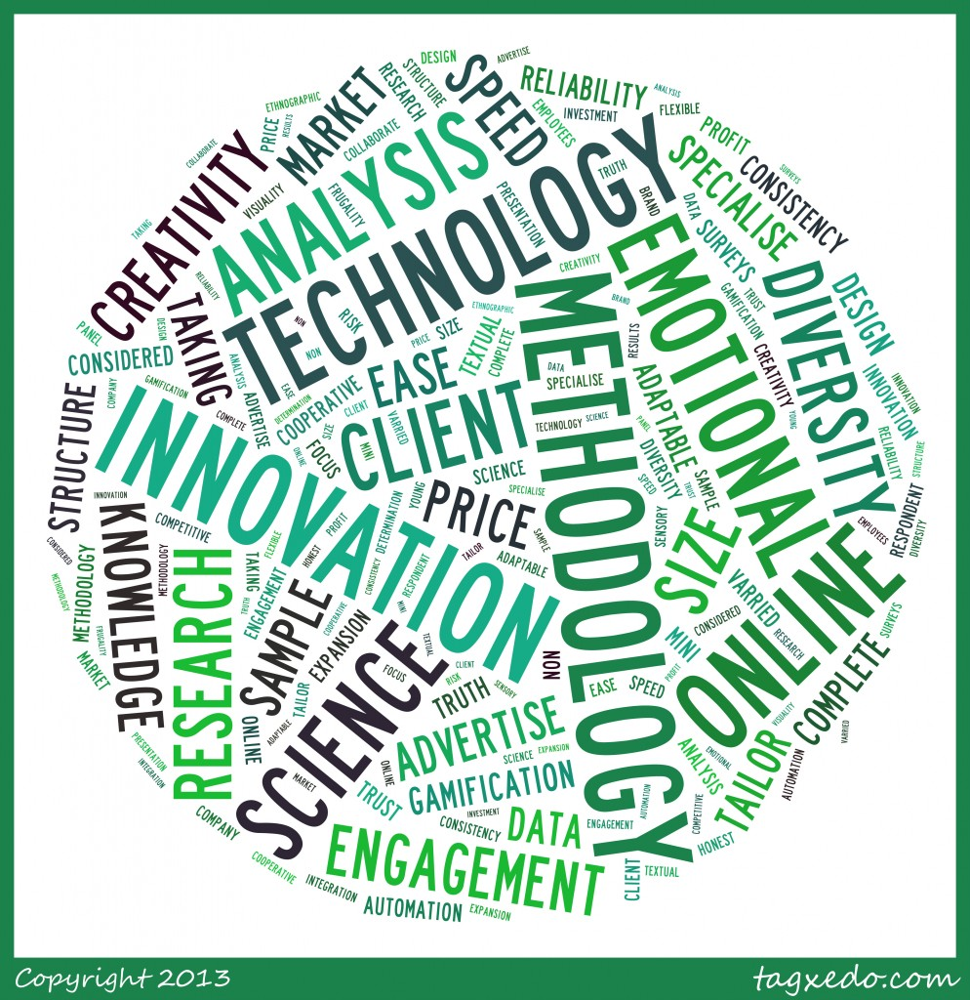 DESIGN
ADVERTISE
STRUCTURE
RESEARCH
MARKET
SPEED
RELIABILITY
ANALYSIS
ETHNOGRAPHIC
PRICE
RESULTS
COLLABORATE
EMPLOYEES
INVESTMENT
FLEXIBLE
PROFIT
COLLABORATE
CREATIVITY
VISUALITY
FRUGALITY
ANALYSIS
TECHNOLOGY
PRESENTATION
TRUTH
BRAND
SPECIALISE
SURVEYS
CONSISTENCY
TAKING
RELIABILITY
DATA
SURVEYS
TRUST
GAMIFICATION
CREATIVITY
EMOTIONAL
DIVERSITY
DESIGN
PANEL
DESIGN
TAKING
NON
RISK
NON
PRICE
SIZE
ETHNOGRAPHIC
TEXTUAL
COMPLETE
METHODOLOGY
BRAND
RESULTS
CREATIVITY
YOUNG
INNOVATION
INNOVATION
CONSIDERED
COMPANY
GAMIFICATION
ANALYSIS
ADVERTISE
EASE
DETERMINATION
COOPERATIVE
EASE
CLIENT
CLIENT
VARRIED
DATA
SPECIALISE
TECHNOLOGY
SCIENCE
ADAPTABLE
PANEL
DIVERSITY
SPEED
SAMPLE
TRUST
RELIABILITY
STRUCTURE
STRUCTURE
INNOVATION
COMPLETE
ONLINE
SIZE
FOCUS
MINI
SCIENCE
SPECIALISE
YOUNG
PRICE
SAMPLE
SENSORY
SIZE
RESPONDENT
EMPLOYEES
DIVERSITY
INNOVATION
KNOWLEDGE
COMPETITIVE
CONSIDERED
METHODOLOGY
METHODOLOGY
METHODOLOGY
FLEXIBLE
PROFIT
HONEST
DETERMINATION
CONSISTENCY
RESPONDENT
TAILOR
ADAPTABLE
MINI
ONLINE
VARRIED
CONSIDERED
RESEARCH
SURVEYS
RESEARCH
TAKING
TRUTH
ENGAGEMENT
SAMPLE
COOPERATIVE
EXPANSION
TAILOR
FRUGALITY
MARKET
SCIENCE
TEXTUAL
FOCUS
CLIENT
RISK
SENSORY
NON
TRUTH
EASE
SPEED
PROFIT
MINI
COMPLETE
VISUALITY
VARRIED
ONLINE
ADAPTABLE
PRESENTATION
INTEGRATION
MARKET
ADVERTISE
SCIENCE
EXPANSION
ONLINE
GAMIFICATION
TRUST
ANALYSIS
EMOTIONAL
TAILOR
AUTOMATION
COMPANY
INVESTMENT
CONSISTENCY
DATA
ENGAGEMENT
AUTOMATION
COMPETITIVE
HONEST
COOPERATIVE
ENGAGEMENT
INTEGRATION
AUTOMATION
EXPANSION
CLIENT
TEXTUAL
Copyright 2013
tagxedo.com